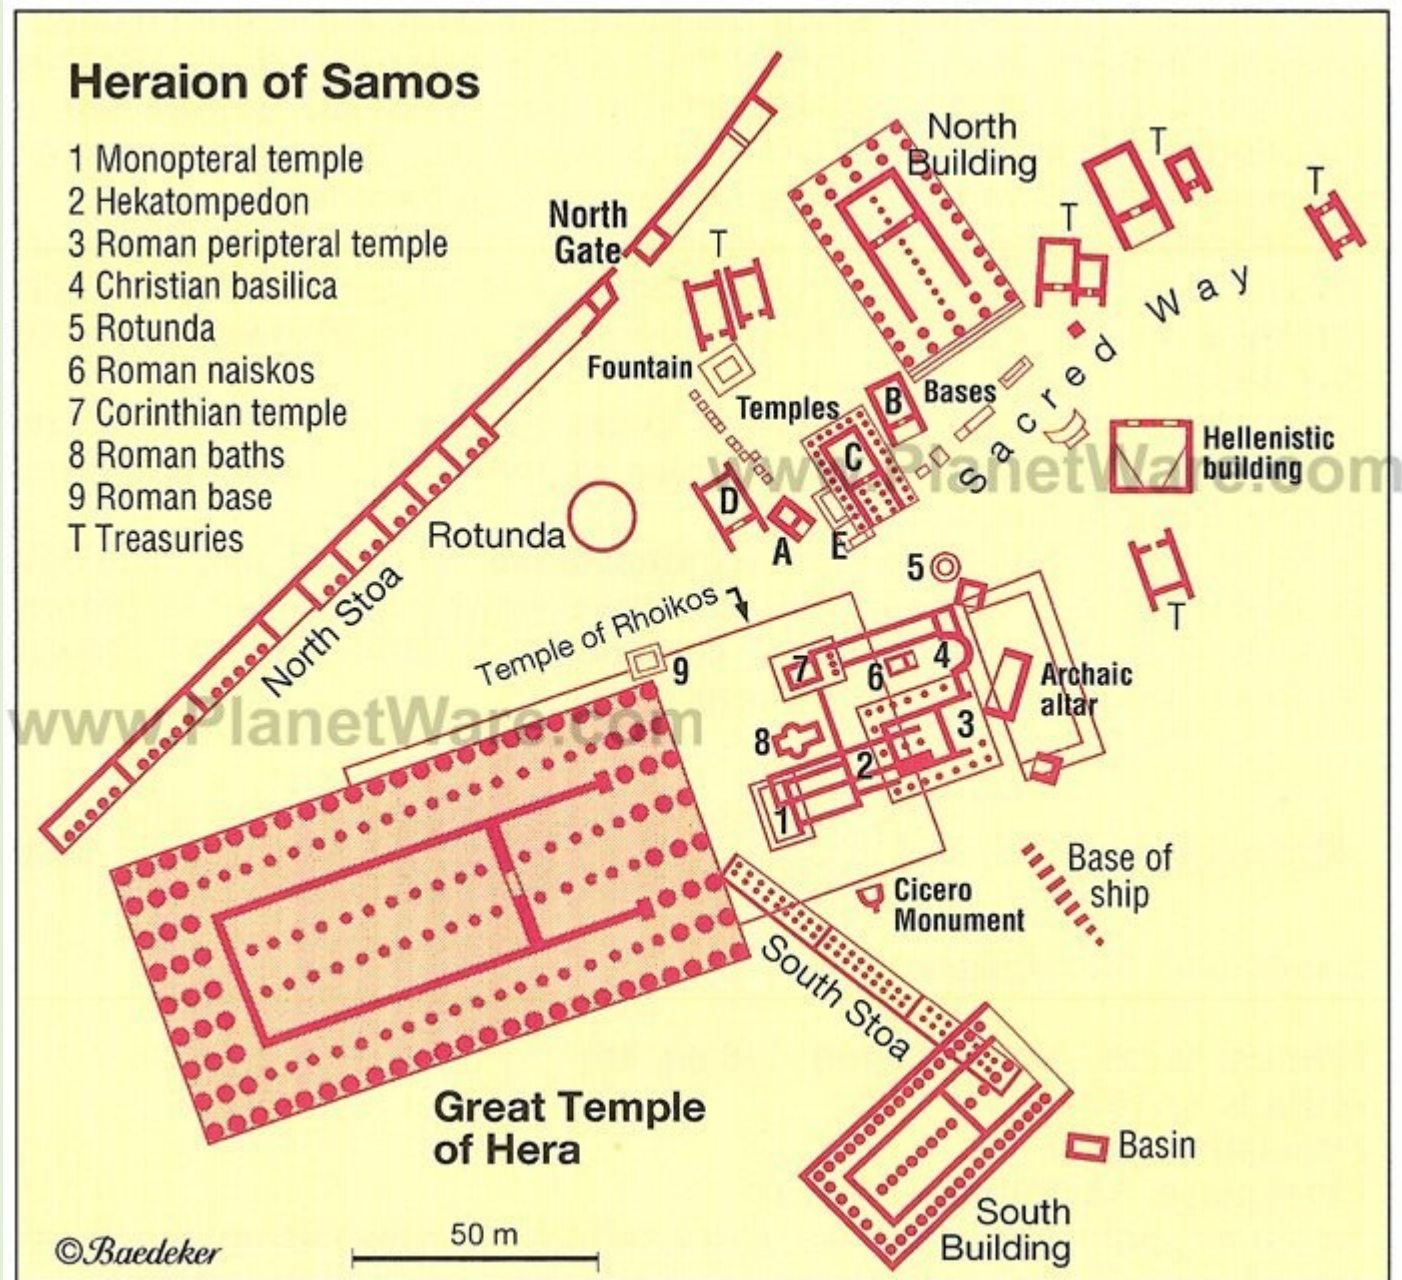 Heraion of Samos
1 Monopteral temple
2 Hekatompedon
3 Roman peripteral temple
4 Christian basilica
5 Rotunda
6 Roman naiskos
7 Corinthian temple
8 Roman baths
9 Roman base
T Treasuries
North
Gate
North
Building
T
T
T
T
Sacred Way
Fountain
Temples
B
Bases
C
D
A
E
Hellenistic
building
www.PlanetWare.com
Rotunda
North Stoa
5
T
Temple of Rhoikos
9
7
6
4
Archaic
altar
www.PlanetWare.com
8
3
2
1
Base of
ship
Cicero
Monument
South Stoa
Great Temple
of Hera
Basin
South
Building
50 m
©Baedeker